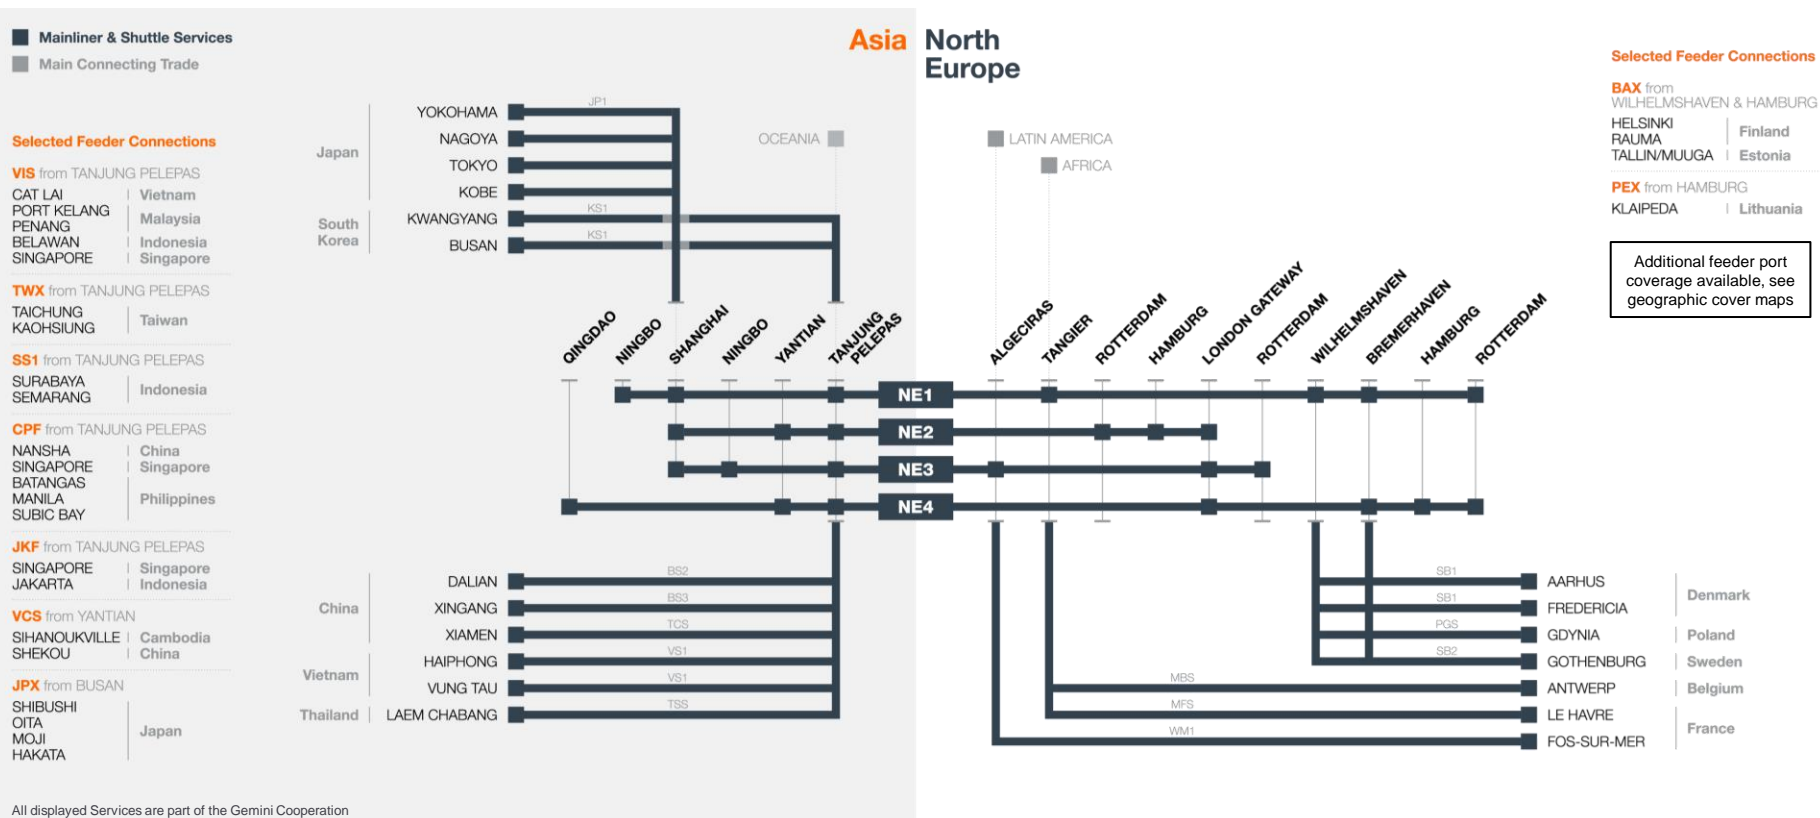 Mainliner & Shuttle Services
Main Connecting Trade
Asia North
Europe
Selected Feeder Connections
VIS from TANJUNG PELEPAS
CAT LAI Vietnam
PORT KELANG
PENANG
Malaysia
BELAWAN Indonesia
SINGAPORE Singapore
TWX from TANJUNG PELEPAS
TAICHUNG
KAOHSIUNG
Taiwan
SS1 from TANJUNG PELEPAS
SURABAYA
SEMARANG
Indonesia
CPF from TANJUNG PELEPAS
NANSHA China
SINGAPORE Singapore
BATANGAS
MANILA Philippines
SUBIC BAY
JKF from TANJUNG PELEPAS
SINGAPORE Singapore
JAKARTA Indonesia
VCS from YANTIAN
SIHANOUKVILLE Cambodia
SHEKOU China
JPX from BUSAN
SHIBUSHI
OITA
MOJI
HAKATA
Japan
Japan
YOKOHAMA JP1
NAGOYA
TOKYO
KOBE
South
Korea
KWANGYANG KS1
BUSAN KS1
OCEANIA
LATIN AMERICA
AFRICA
QINGDAO
NINGBO
SHANGHAI
NINGBO
YANTIAN
TANJUNG
PELEPAS
ALGECIRAS
TANGIER
ROTTERDAM
HAMBURG
LONDON GATEWAY
ROTTERDAM
WILHELMSHAVEN
BREMERHAVEN
HAMBURG
ROTTERDAM
NE1
NE2
NE3
NE4
China
DALIAN BS2
XINGANG BS3
XIAMEN TCS
Vietnam
HAIPHONG VS1
VUNG TAU VS1
Thailand LAEM CHABANG TSS
SB1 AARHUS
SB1 FREDERICIA
Denmark
PGS GDYNIA Poland
SB2 GOTHENBURG Sweden
MBS ANTWERP Belgium
MFS LE HAVRE
WM1 FOS-SUR-MER
France
Selected Feeder Connections
BAX from
WILHELMSHAVEN & HAMBURG
HELSINKI
RAUMA
Finland
TALLIN/MUUGA Estonia
PEX from HAMBURG
KLAIPEDA Lithuania
Additional feeder port
coverage available, see
geographic cover maps
All displayed Services are part of the Gemini Cooperation